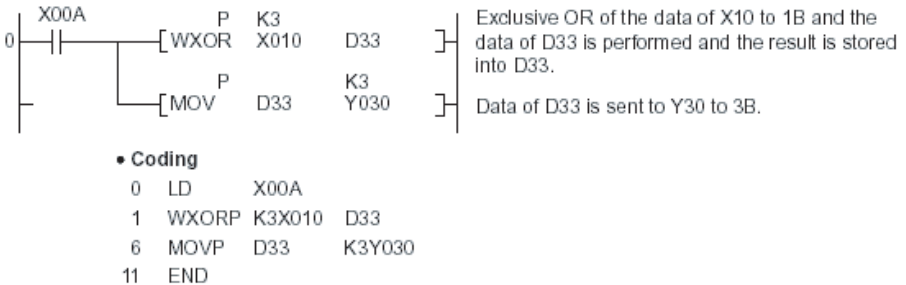 X00A P K3
0 WXOR X010 D33
Exclusive OR of the data of X10 to 1B and the
data of D33 is performed and the result is stored
into D33.
P K3
MOV D33 Y030
Data of D33 is sent to Y30 to 3B.
• Coding
0 LD X00A
1 WXORP K3X010 D33
6 MOVP D33 K3Y030
11 END